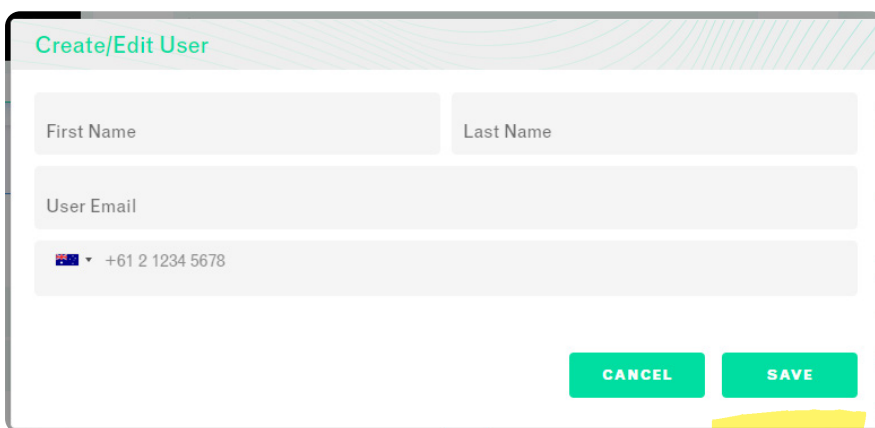 Create/Edit User
First Name
Last Name
User Email
+61 2 1234 5678
CANCEL
SAVE